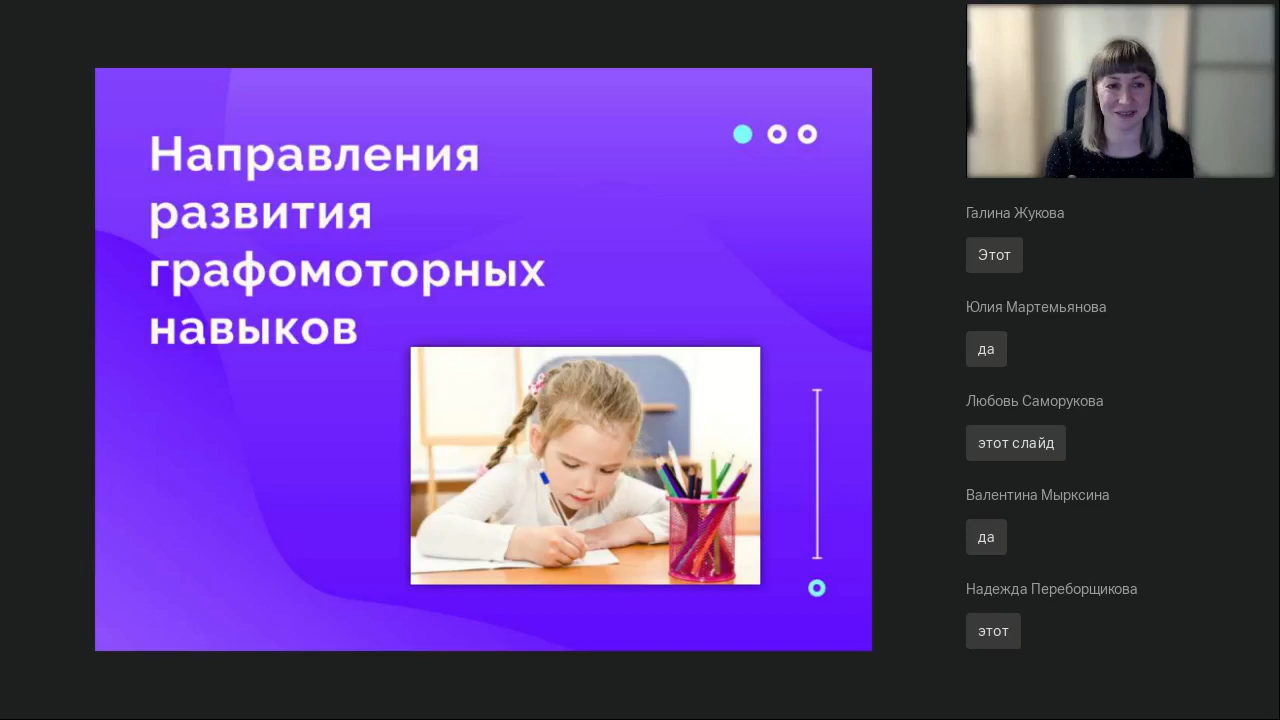 Направления
развития
графомоторных
навыков
Галина Жукова
Этот
Юлия Мартемьянова
да
Любовь Саморукова
этот слайд
Валентина Мырксина
да
Надежда Переборщикова
этот